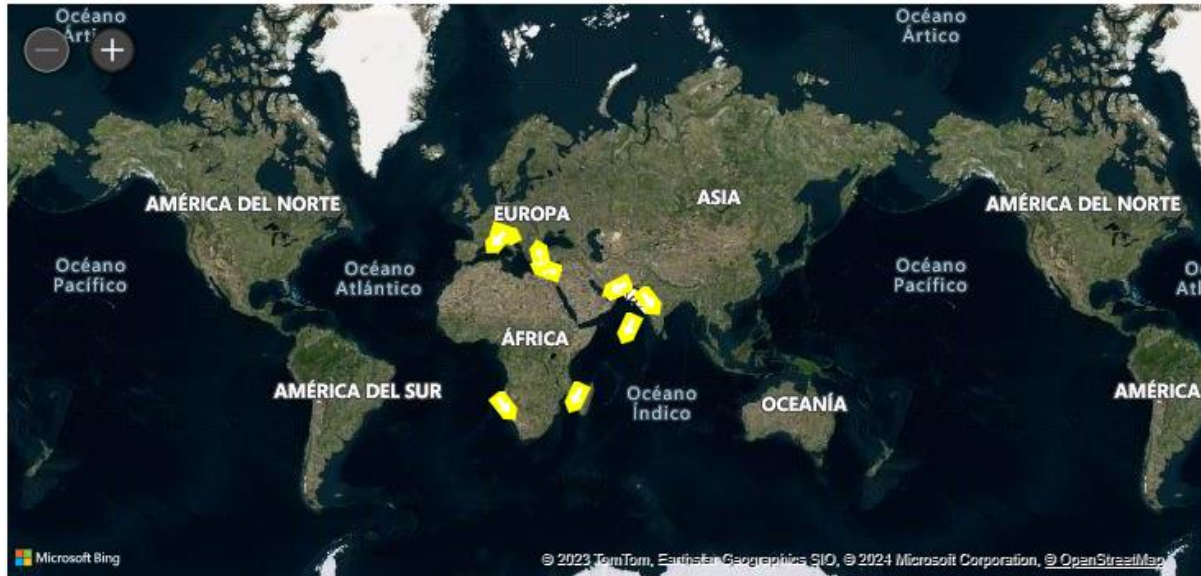 Océano
Ártico
Océano
Ártico
AMÉRICA DEL NORTE
EUROPA
ASIA
AMÉRICA DEL NORTE
Océano
Pacífico
Océano
Atlántico
Océano
Pacífico
ÁFRICA
AMÉRICA DEL SUR
Océano
Índico
OCEANÍA
AMÉRICA
Microsoft Bing
© 2023 TomTom, Earthstar Geographics SIO, © 2024 Microsoft Corporation, © OpenStreetMap